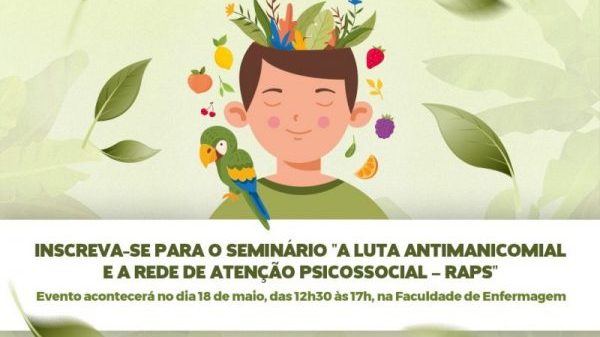 INSCREVA-SE PARA O SEMINÁRIO "A LUTA ANTIMANICOMIAL
E A REDE DE ATENÇÃO PSICOSSOCIAL – RAPS"
Evento acontecerá no dia 18 de maio, das 12h30 às 17h, na Faculdade de Enfermagem